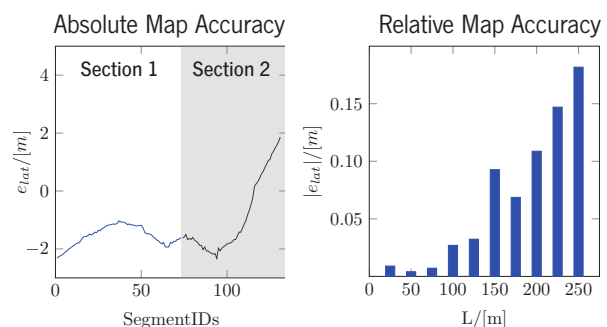 Absolute Map Accuracy
Section 1
Section 2
4
2
0
−2
e_lat/[m]
0
50
100
SegmentIDs
Relative Map Accuracy
0.15
0.10
0.05
|e_lat|/[m]
0
50
100
150
200
250
L/[m]